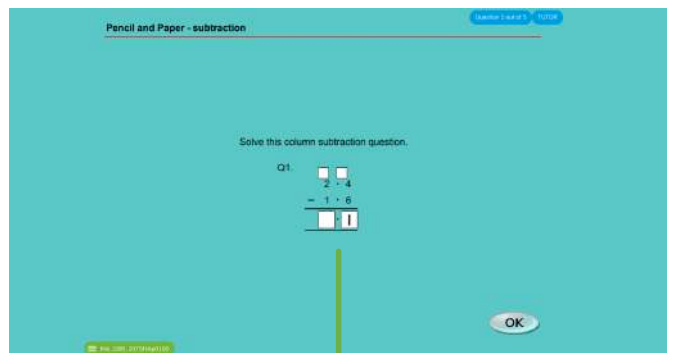 Pencil and Paper - subtraction
TUTOR
Solve this column subtraction question.
Q1.
2 · 4
− 1 · 6
OK